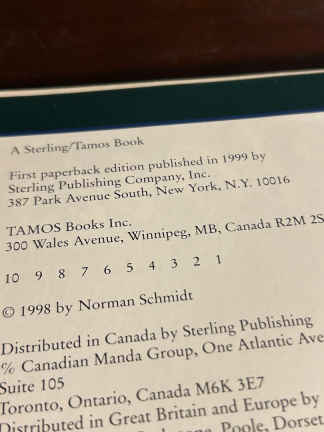 A Sterling/Tamos Book
First paperback edition published in 1999 by
Sterling Publishing Company, Inc.
387 Park Avenue South, New York, N.Y. 10016
TAMOS Books Inc.
300 Wales Avenue, Winnipeg, MB, Canada R2M 2S
10 9 8 7 6 5 4 3 2 1
© 1998 by Norman Schmidt
Distributed in Canada by Sterling Publishing
% Canadian Manda Group, One Atlantic Ave
Suite 105
Toronto, Ontario, Canada M6K 3E7
Distributed in Great Britain and Europe by
Poole, Dorset